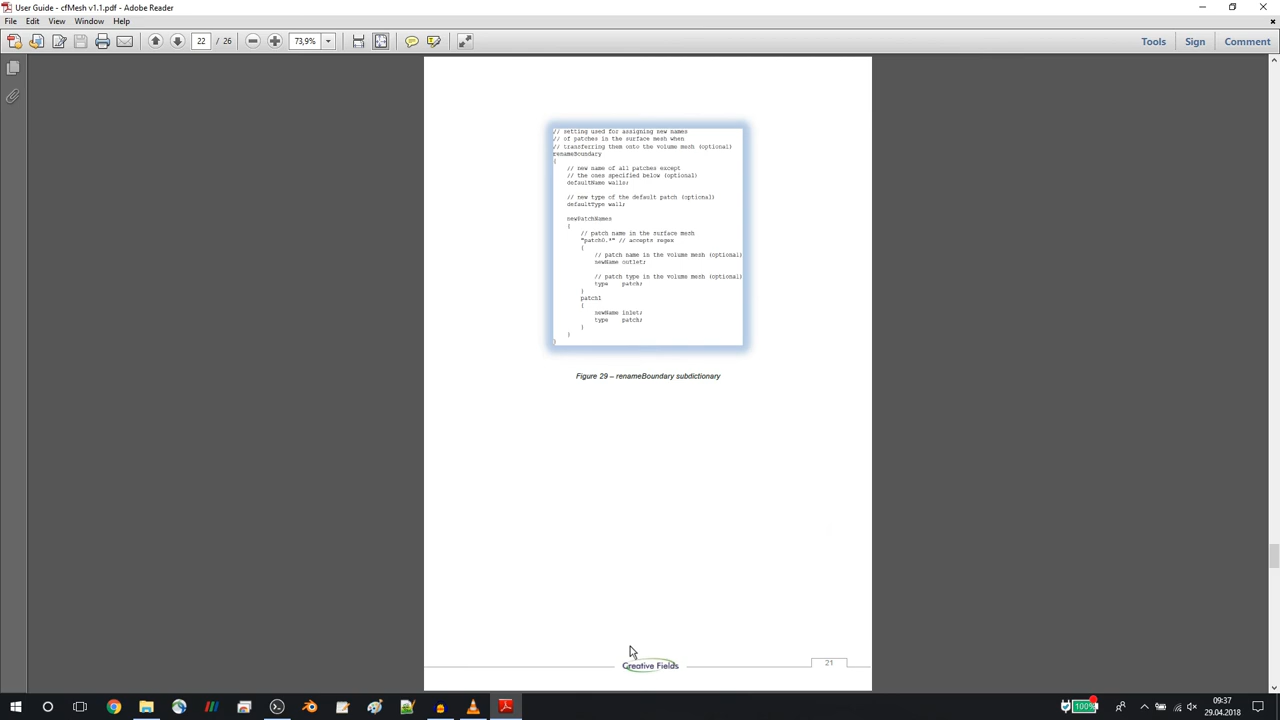 User Guide - cfMesh v1.1.pdf - Adobe Reader
File Edit View Window Help
22 / 26 73,9% Tools Sign Comment
// setting used for assigning new names
// of patches in the surface mesh when
// transferring them onto the volume mesh (optional)
renameBoundary
{
// new name of all patches except
// the ones specified below (optional)
defaultName walls;
// new type of the default patch (optional)
defaultType wall;
newPatchNames
{
// patch name in the surface mesh
"patch0.*" // accepts regex
{
// patch name in the volume mesh (optional)
newName outlet;
// patch type in the volume mesh (optional)
type patch;
}
patch1
{
newName inlet;
type patch;
}
}
}
Figure 29 – renameBoundary subdictionary
Creative Fields
21
100%
09:37
29.04.2018